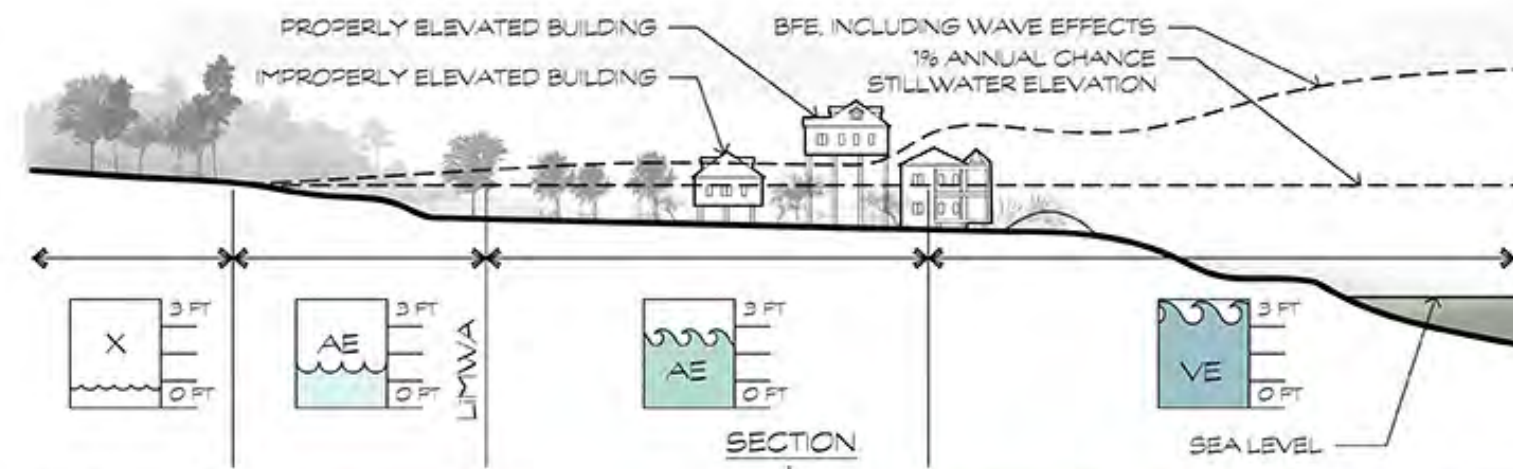 PROPERLY ELEVATED BUILDING
BFE, INCLUDING WAVE EFFECTS
IMPROPERLY ELEVATED BUILDING
1% ANNUAL CHANCE
STILLWATER ELEVATION
3 FT
X
0 FT
3 FT
AE
0 FT
LiMWA
3 FT
AE
0 FT
3 FT
VE
0 FT
SECTION
SEA LEVEL